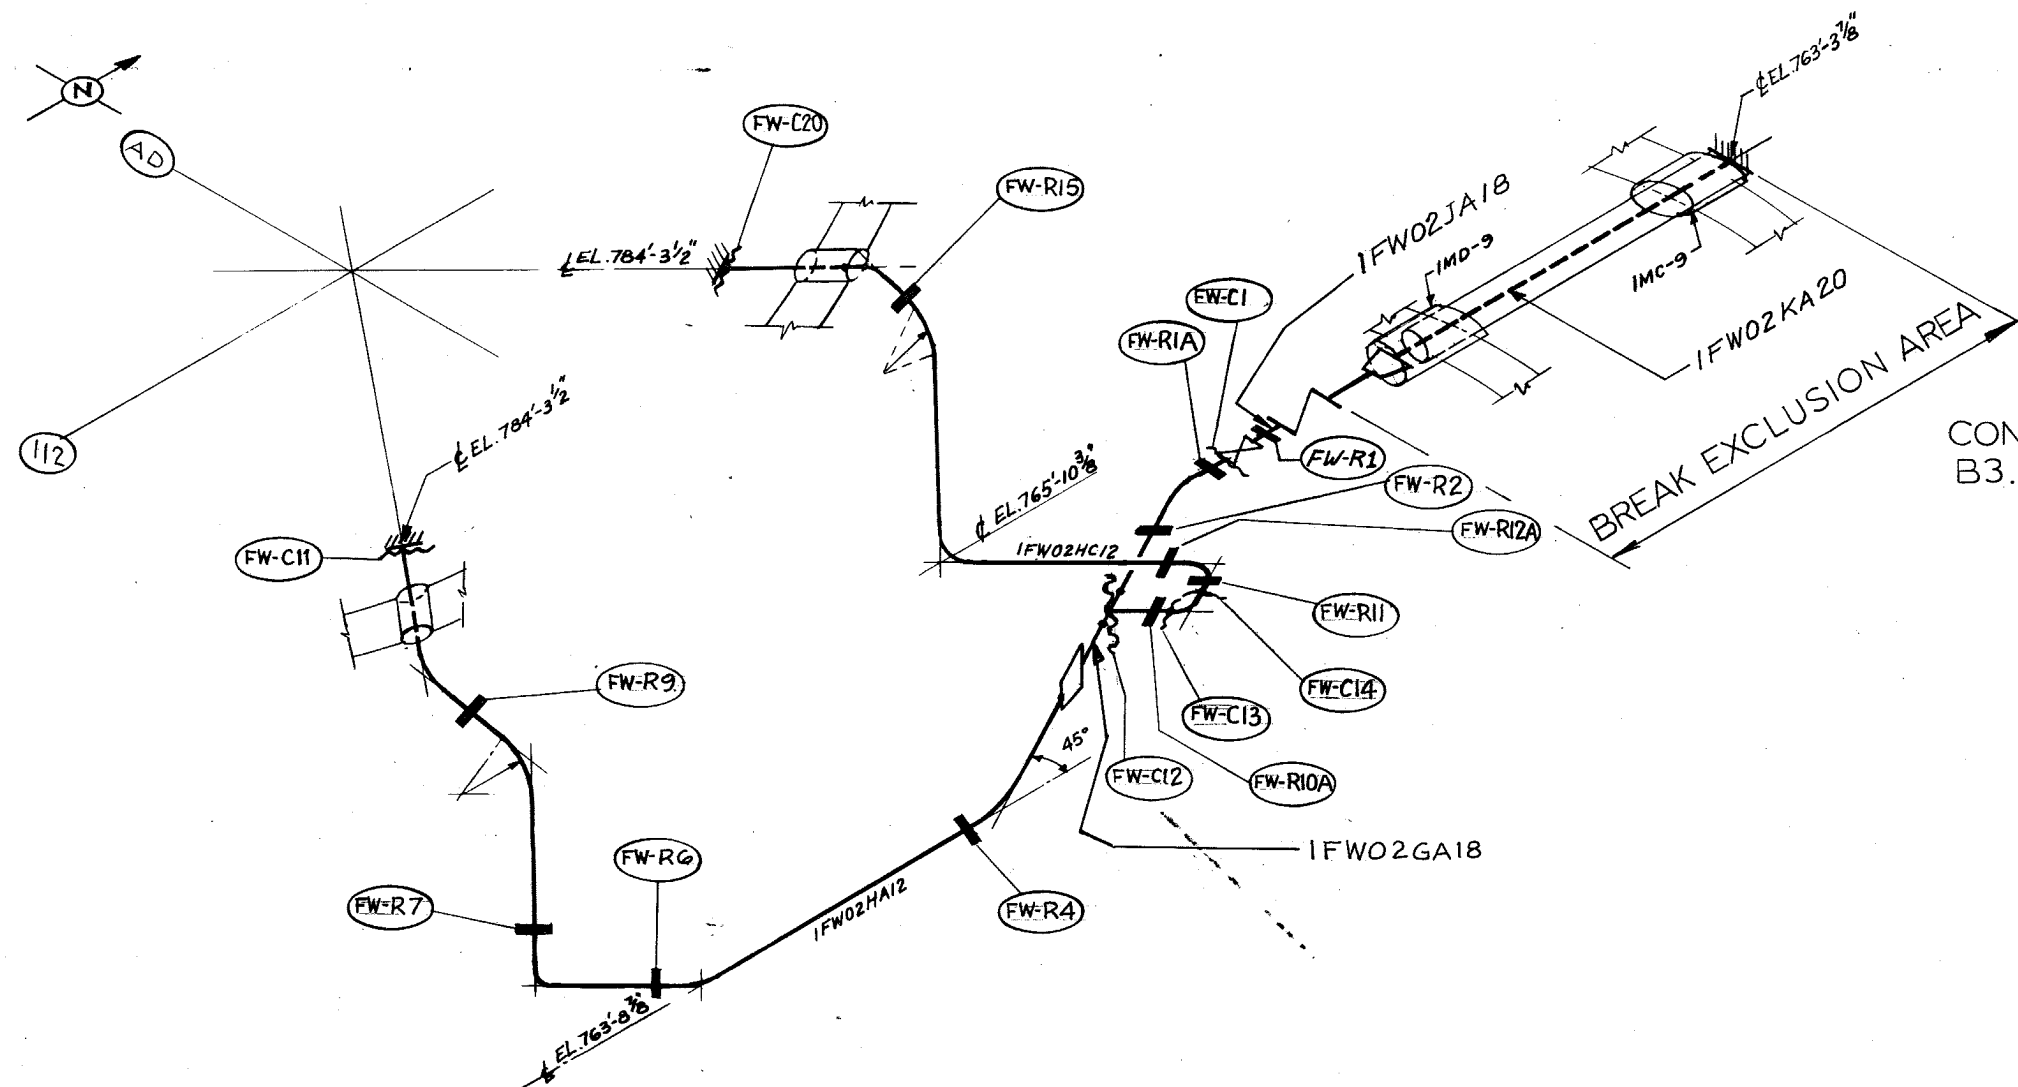 N
AD
112
FW-C20
FW-R15
℄ EL. 784'-3½"
℄ EL. 763'-3⅞"
1FW02JA18
1MD-9
1MC-9
1FW02KA20
BREAK EXCLUSION AREA
CON
B3.
FW-C1
FW-R1A
FW-R1
FW-R2
FW-R12A
℄ EL. 784'-3½"
FW-C11
℄ EL. 765'-10⅜"
1FW02HC12
FW-R11
FW-C14
FW-C13
FW-R10A
FW-C12
45°
FW-R9
1FW02GA18
FW-R6
FW-R7
1FW02HA12
FW-R4
℄ EL. 763'-8⅞"